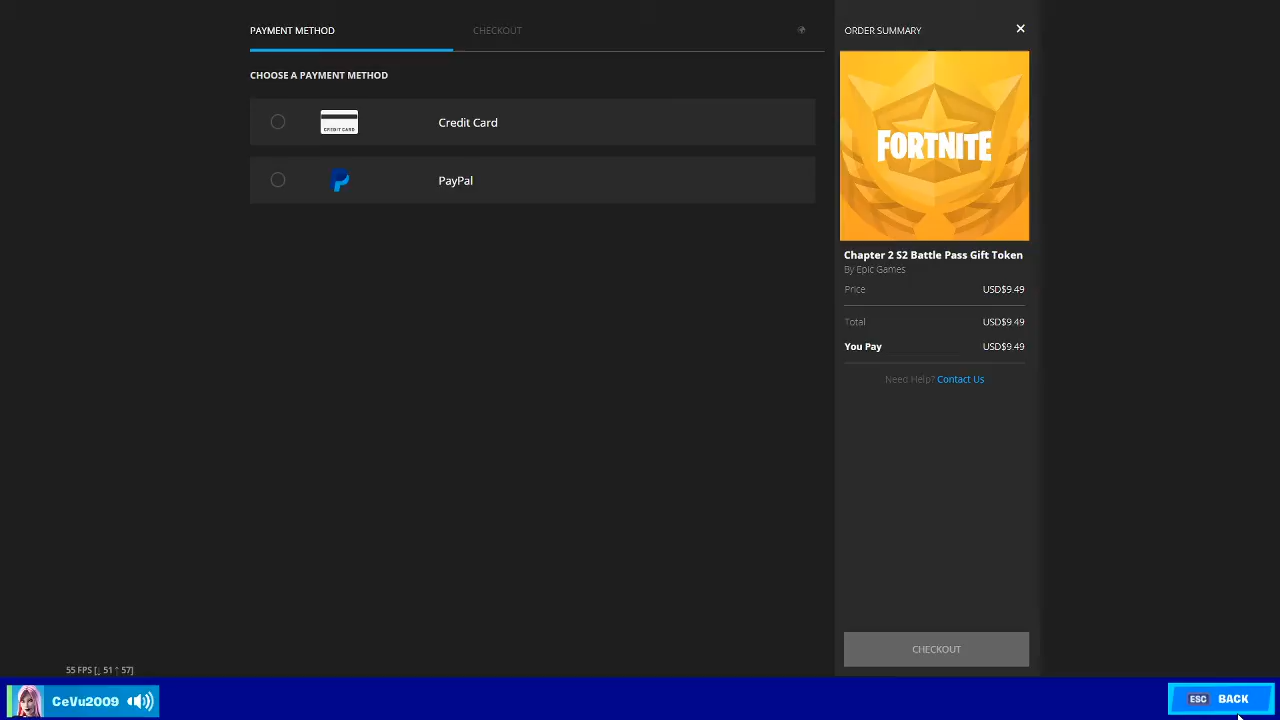 PAYMENT METHOD
CHECKOUT
CHOOSE A PAYMENT METHOD
CREDIT CARD
Credit Card
PayPal
ORDER SUMMARY
FORTNITE
Chapter 2 S2 Battle Pass Gift Token
By Epic Games
Price USD$9.49
Total USD$9.49
You Pay USD$9.49
Need Help? Contact Us
CHECKOUT
55 FPS [↓ 51 ↑ 57]
CeVu2009
ESC BACK